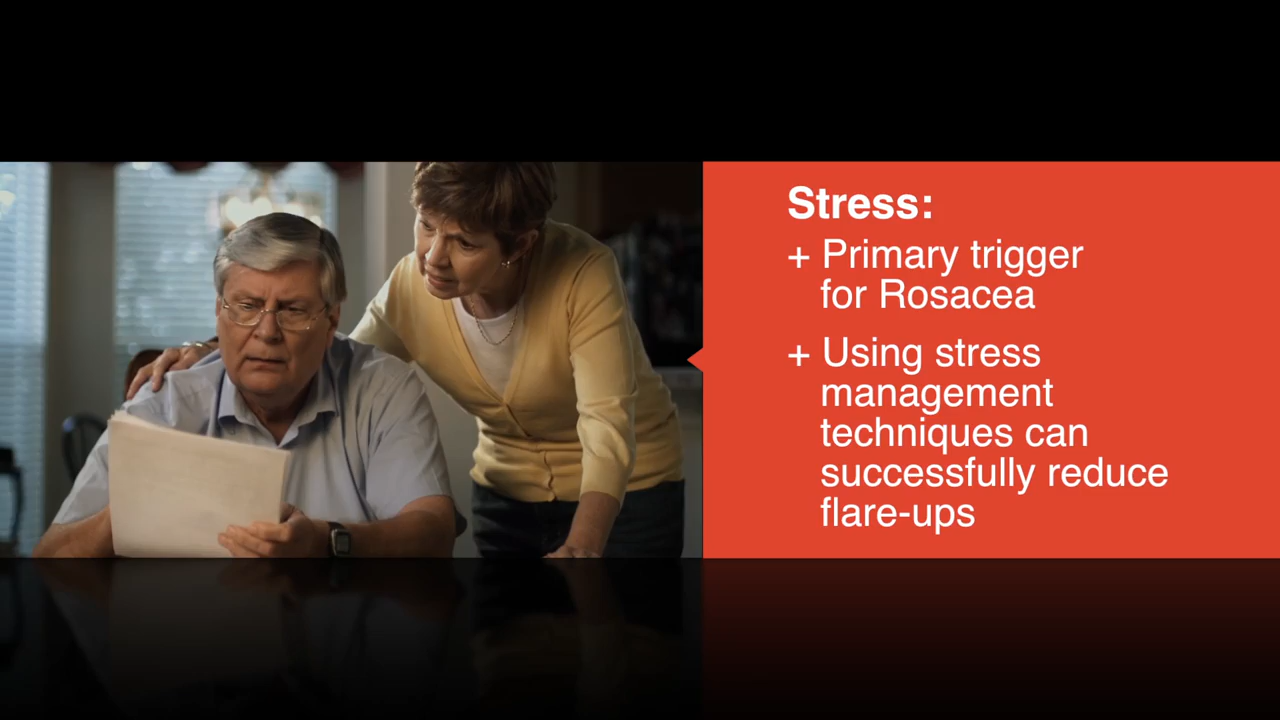 Stress:
+ Primary trigger
for Rosacea
+ Using stress
management
techniques can
successfully reduce
flare-ups